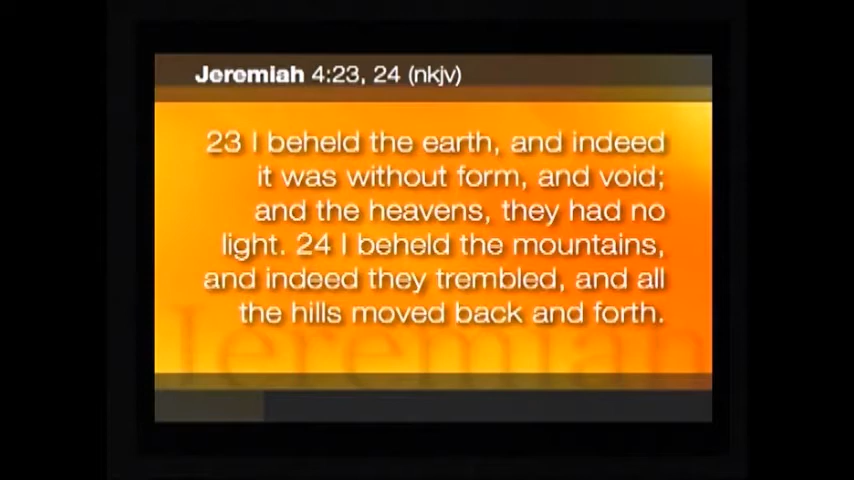 Jeremiah 4:23, 24 (nkjv)
23 I beheld the earth, and indeed
it was without form, and void;
and the heavens, they had no
light. 24 I beheld the mountains,
and indeed they trembled, and all
the hills moved back and forth.
Jeremiah